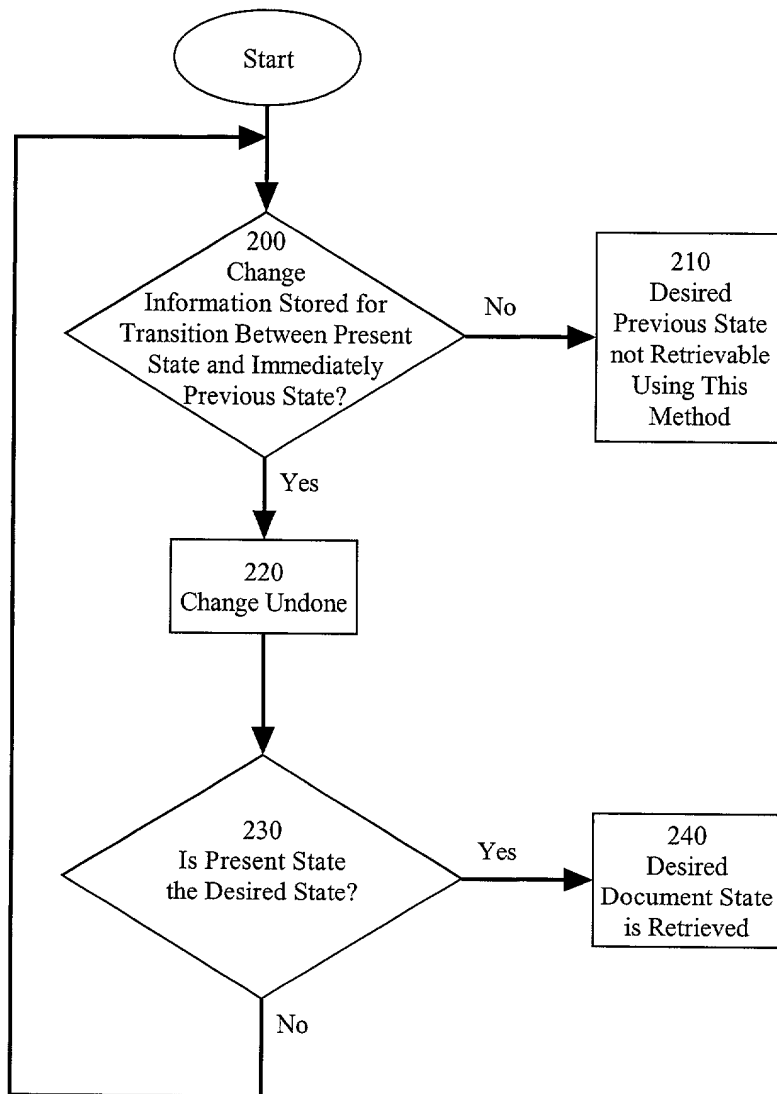 Start
200
Change
Information Stored for
Transition Between Present
State and Immediately
Previous State?
No
210
Desired
Previous State
not Retrievable
Using This
Method
Yes
220
Change Undone
230
Is Present State
the Desired State?
Yes
240
Desired
Document State
is Retrieved
No